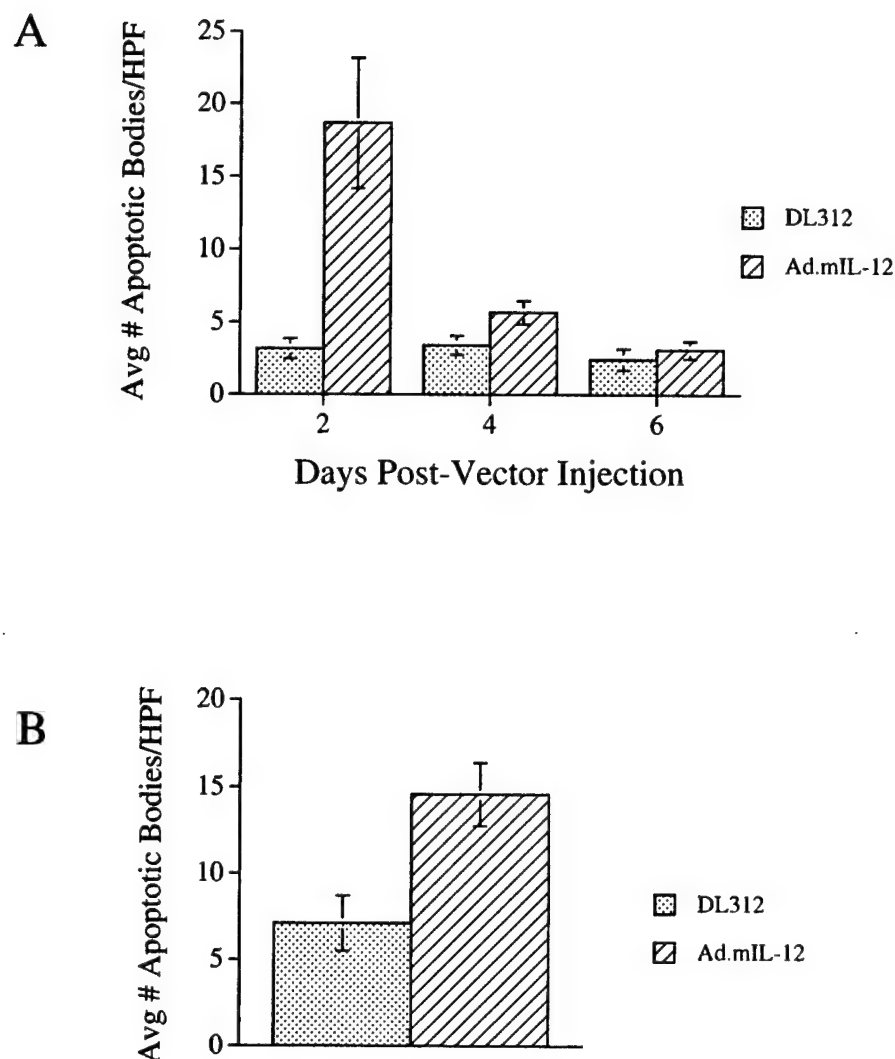 A
Avg # Apoptotic Bodies/HPF
25
20
15
10
5
0
2 4 6
Days Post-Vector Injection
DL312
Ad.mIL-12
B
Avg # Apoptotic Bodies/HPF
20
15
10
5
0
DL312
Ad.mIL-12